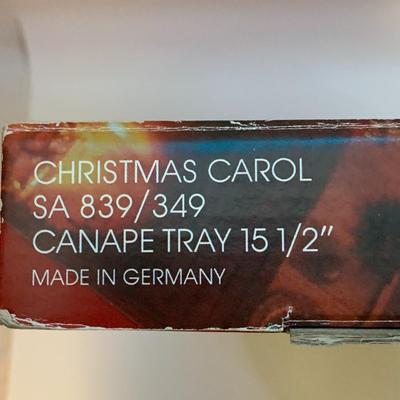 CHRISTMAS CAROL
SA 839/349
CANAPE TRAY 15 1/2"
MADE IN GERMANY